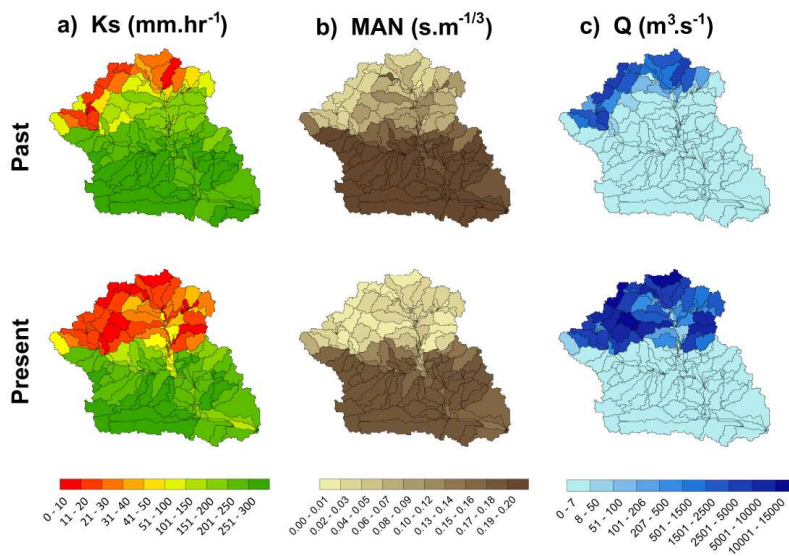 a) Ks (mm.hr⁻¹)
b) MAN (s.m⁻¹/³)
c) Q (m³.s⁻¹)
Past
Present
0 - 10
11 - 20
21 - 30
31 - 40
41 - 50
51 - 100
101 - 150
151 - 200
201 - 250
251 - 300
0.00 - 0.01
0.02 - 0.03
0.04 - 0.05
0.06 - 0.07
0.08 - 0.09
0.10 - 0.12
0.13 - 0.14
0.15 - 0.16
0.17 - 0.18
0.19 - 0.20
0 - 7
8 - 50
51 - 100
101 - 206
207 - 500
501 - 1500
1501 - 2500
2501 - 5000
5001 - 10000
10001 - 15000